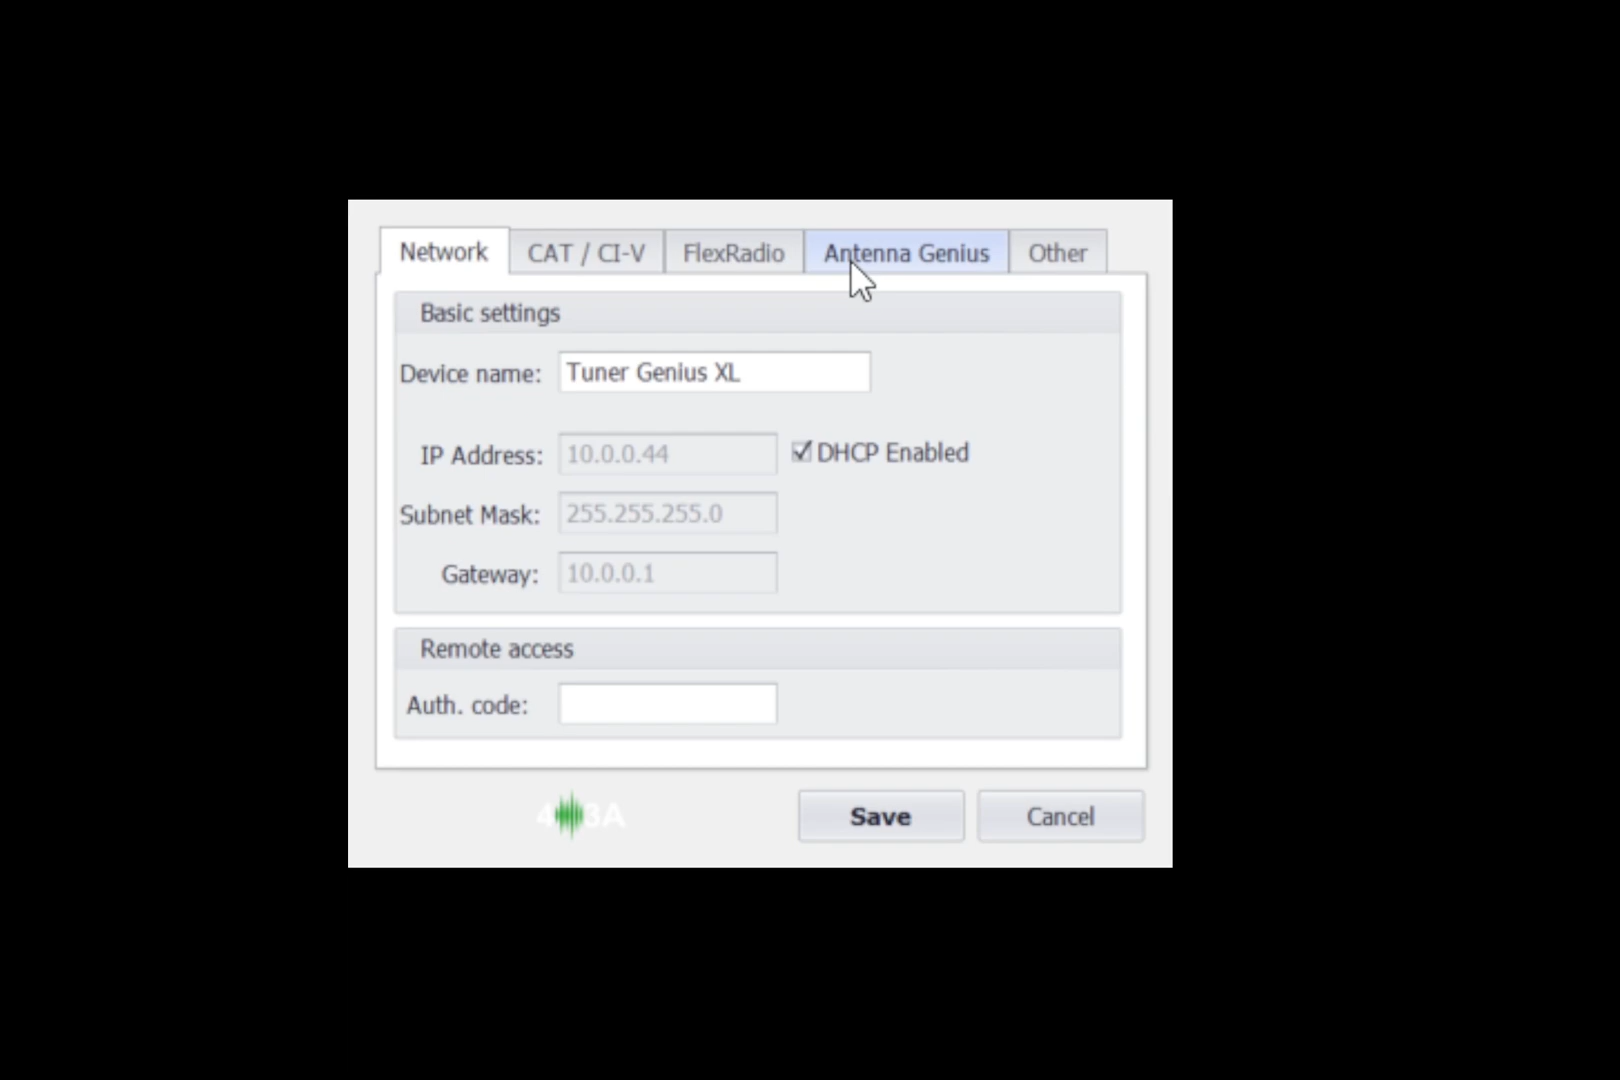 Network CAT / CI-V FlexRadio Antenna Genius Other
Basic settings
Device name: Tuner Genius XL
IP Address: 10.0.0.44 DHCP Enabled
Subnet Mask: 255.255.255.0
Gateway: 10.0.0.1
Remote access
Auth. code:
4O3A Save Cancel